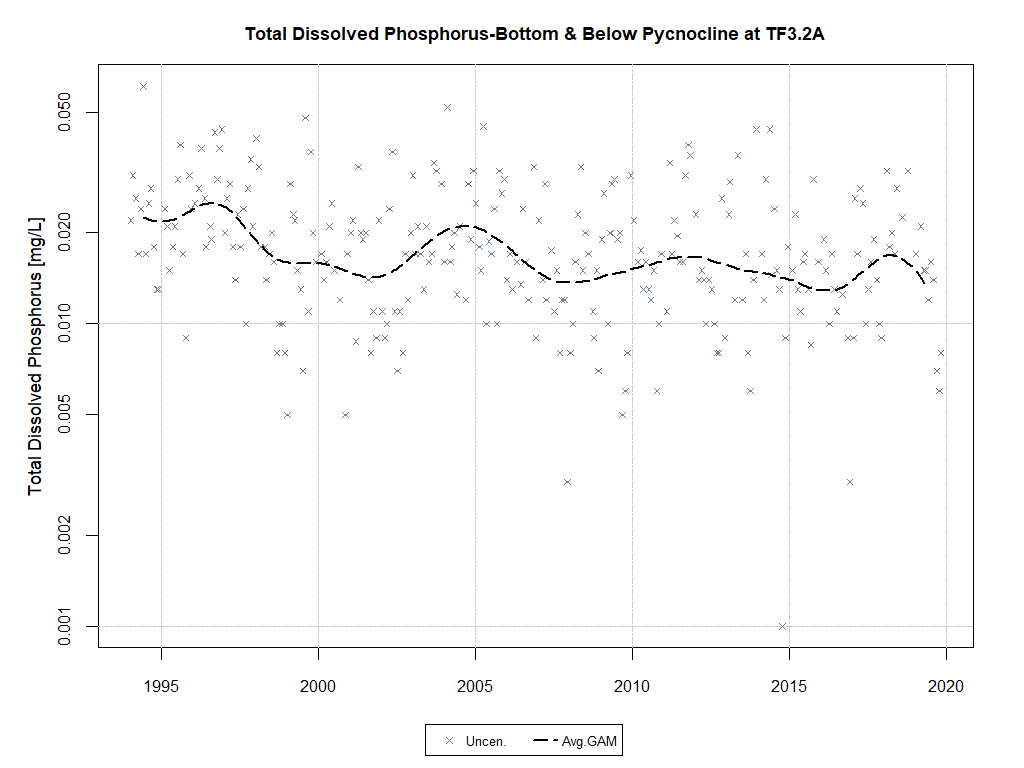 Total Dissolved Phosphorus-Bottom & Below Pycnocline at TF3.2A
Total Dissolved Phosphorus [mg/L]
0.050
0.020
0.010
0.005
0.002
0.001
1995 2000 2005 2010 2015 2020
Uncen. Avg.GAM